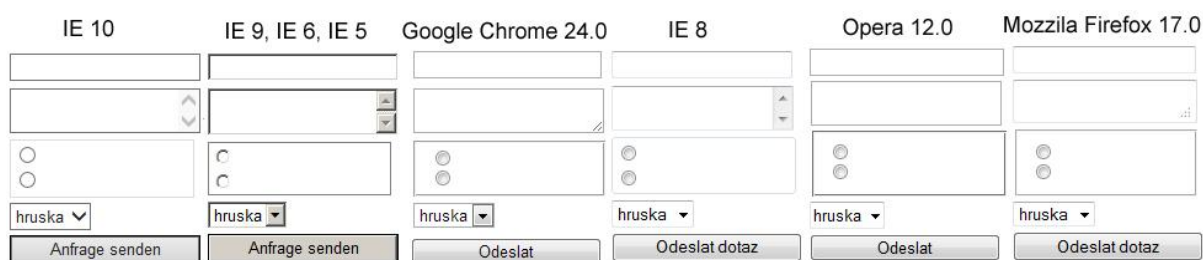 IE 10 IE 9, IE 6, IE 5 Google Chrome 24.0 IE 8 Opera 12.0 Mozzila Firefox 17.0
hruska hruska hruska hruska hruska hruska
Anfrage senden Anfrage senden Odeslat Odeslat dotaz Odeslat Odeslat dotaz